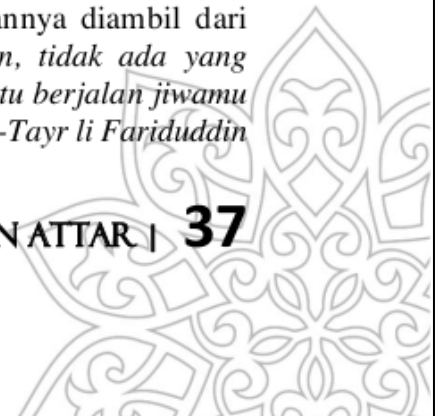 annya diambil dari
n, tidak ada yang
tu berjalan jiwamu
-Tayr li Fariduddin
N ATTAR | 37